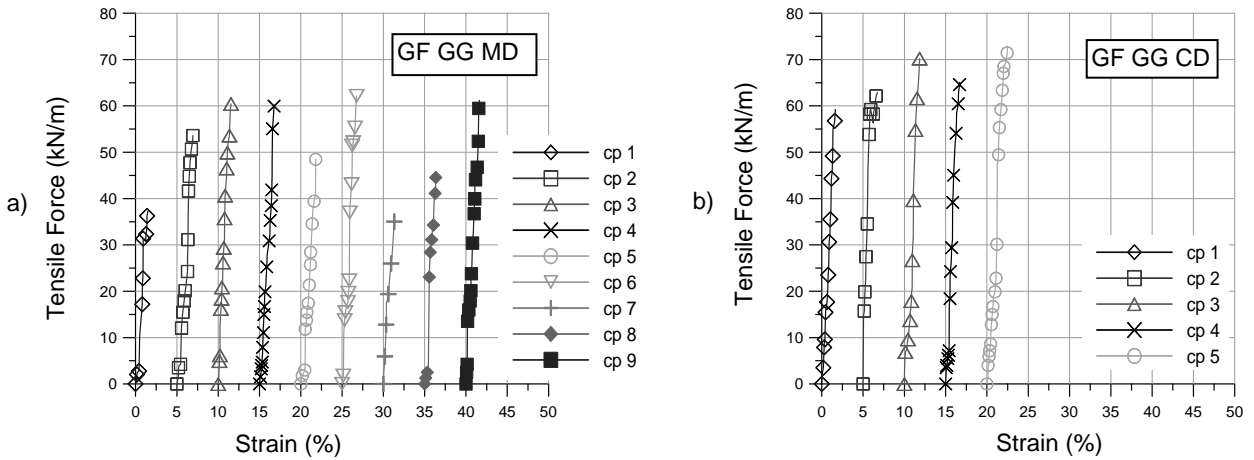 a)
GF GG MD
Tensile Force (kN/m)
80
70
60
50
40
30
20
10
0
0 5 10 15 20 25 30 35 40 45 50
Strain (%)
cp 1
cp 2
cp 3
cp 4
cp 5
cp 6
cp 7
cp 8
cp 9
b)
GF GG CD
Tensile Force (kN/m)
80
70
60
50
40
30
20
10
0
0 5 10 15 20 25 30 35 40 45 50
Strain (%)
cp 1
cp 2
cp 3
cp 4
cp 5